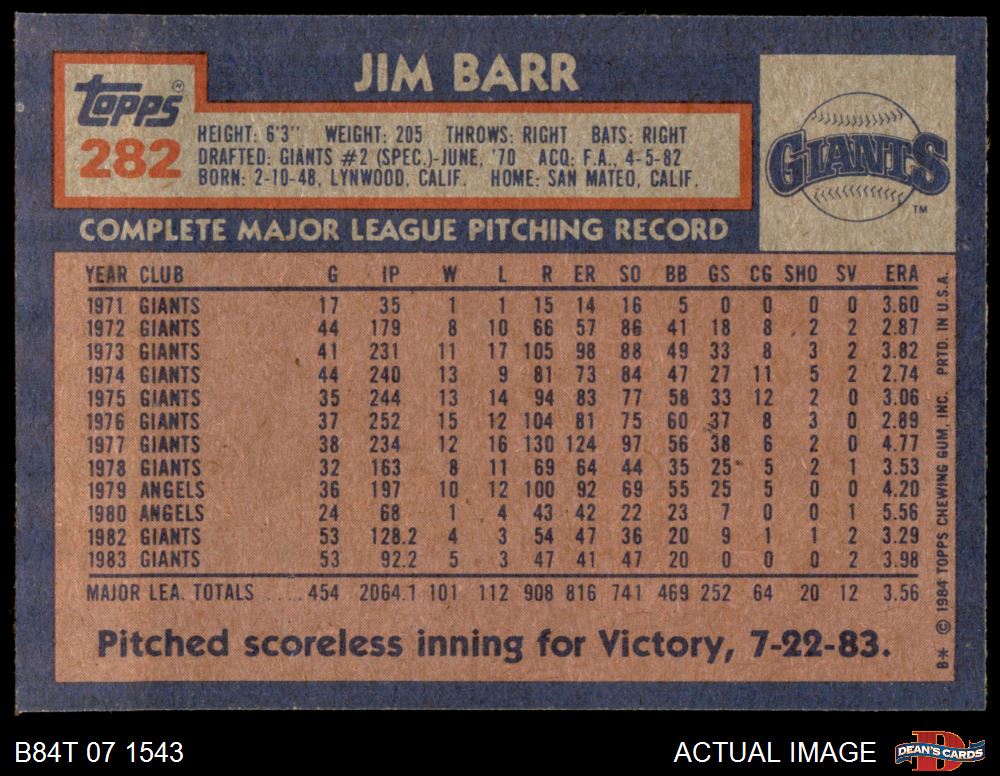 JIM BARR
Topps®
282
HEIGHT: 6'3" WEIGHT: 205 THROWS: RIGHT BATS: RIGHT
DRAFTED: GIANTS #2 (SPEC.)-JUNE, '70 ACQ: F.A., 4-5-82
BORN: 2-10-48, LYNWOOD, CALIF. HOME: SAN MATEO, CALIF.
GIANTS
TM
COMPLETE MAJOR LEAGUE PITCHING RECORD
YEAR CLUB G IP W L R ER SO BB GS CG SHO SV ERA
1971 GIANTS 17 35 1 1 15 14 16 5 0 0 0 0 3.60
1972 GIANTS 44 179 8 10 66 57 86 41 18 8 2 2 2.87
1973 GIANTS 41 231 11 17 105 98 88 49 33 8 3 2 3.82
1974 GIANTS 44 240 13 9 81 73 84 47 27 11 5 2 2.74
1975 GIANTS 35 244 13 14 94 83 77 58 33 12 2 0 3.06
1976 GIANTS 37 252 15 12 104 81 75 60 37 8 3 0 2.89
1977 GIANTS 38 234 12 16 130 124 97 56 38 6 2 0 4.77
1978 GIANTS 32 163 8 11 69 64 44 35 25 5 2 1 3.53
1979 ANGELS 36 197 10 12 100 92 69 55 25 5 0 0 4.20
1980 ANGELS 24 68 1 4 43 42 22 23 7 0 0 1 5.56
1982 GIANTS 53 128.2 4 3 54 47 36 20 9 1 1 2 3.29
1983 GIANTS 53 92.2 5 3 47 41 47 20 0 0 0 2 3.98
MAJOR LEA. TOTALS ....454 2064.1 101 112 908 816 741 469 252 64 20 12 3.56
Pitched scoreless inning for Victory, 7-22-83.
B* © 1984 TOPPS CHEWING GUM, INC. PRTD. IN U.S.A.
B84T 07 1543
ACTUAL IMAGE
DEAN'S CARDS